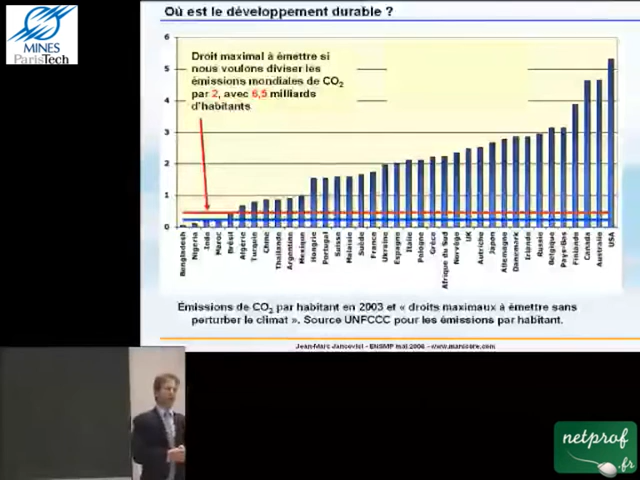 Où est le développement durable ?
MINES
ParisTech
6
5
4
3
2
1
0
Droit maximal à émettre si
nous voulons diviser les
émissions mondiales de CO2
par 2, avec 6,5 milliards
d'habitants
Bangladesh
Nigeria
Inde
Maroc
Brésil
Algérie
Turquie
Chine
Thaïlande
Argentine
Mexique
Hongrie
Portugal
Suisse
Malaisie
Suède
France
Ukraine
Espagne
Italie
Pologne
Grèce
Afrique du Sud
Norvège
UK
Autriche
Japon
Allemagne
Danemark
Irlande
Russie
Belgique
Pays-Bas
Finlande
Canada
Australie
USA
Émissions de CO2 par habitant en 2003 et « droits maximaux à émettre sans
perturber le climat ». Source UNFCCC pour les émissions par habitant.
Jean-Marc Jancovici - ENSMP mai 2008 - www.manicore.com
netprof
.fr